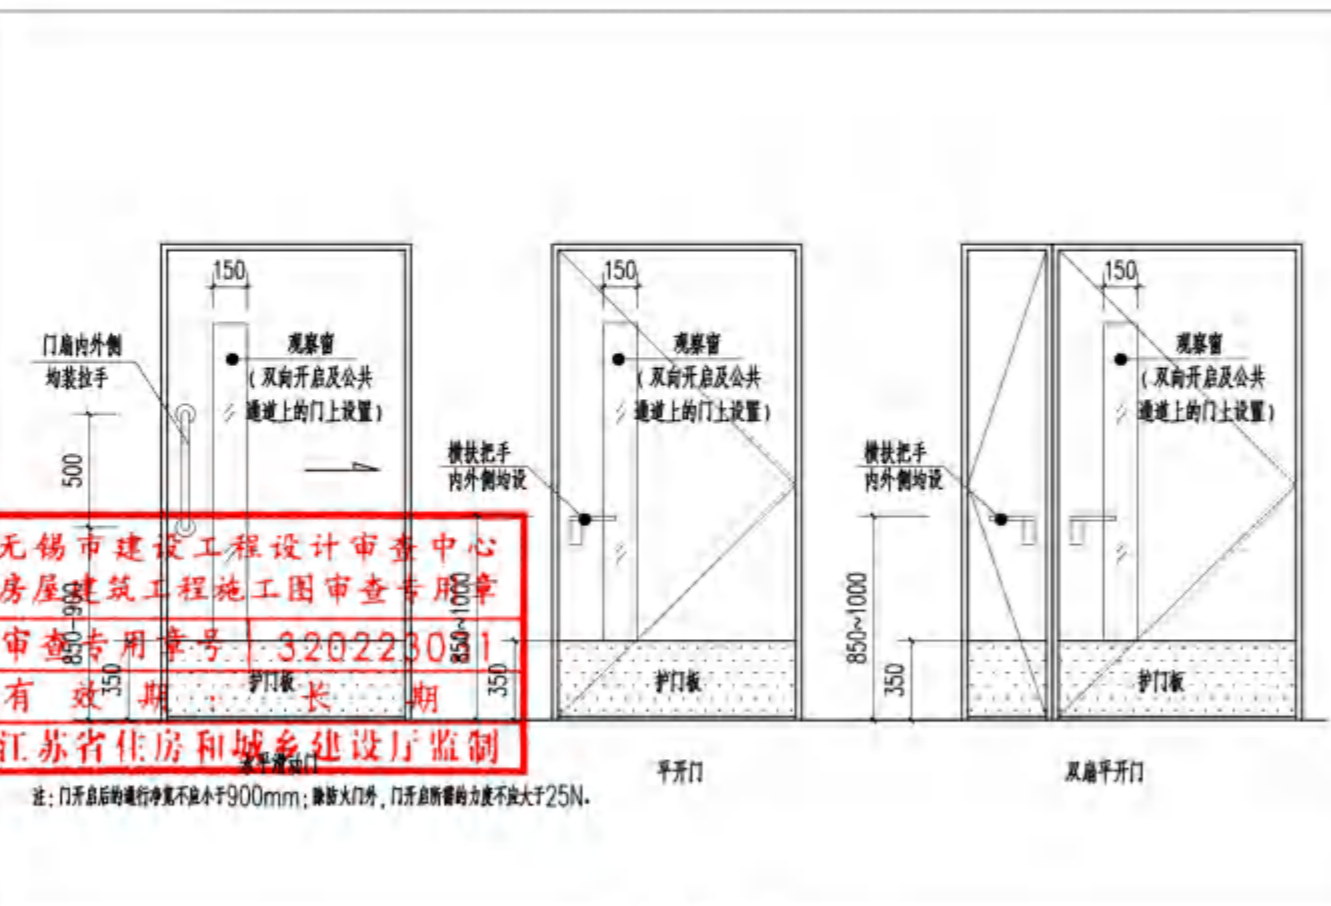 150
150
150
门扇内外侧
均装拉手
观察窗
(双向开启及公共
通道上的门上设置)
观察窗
(双向开启及公共
通道上的门上设置)
观察窗
(双向开启及公共
通道上的门上设置)
横扶把手
内外侧均设
横扶把手
内外侧均设
500
850~900
350
850~1000
350
850~1000
350
无锡市建设工程设计审查中心
房屋建筑工程施工图审查专用章
审查专用章号
有效期: 长期
江苏省住房和城乡建设厅监制
护门板
护门板
护门板
水平滑动门
平开门
双扇平开门
注:门开启后的通行净宽不应小于900mm;除防火门外,门开启所需的力度不应大于25N.